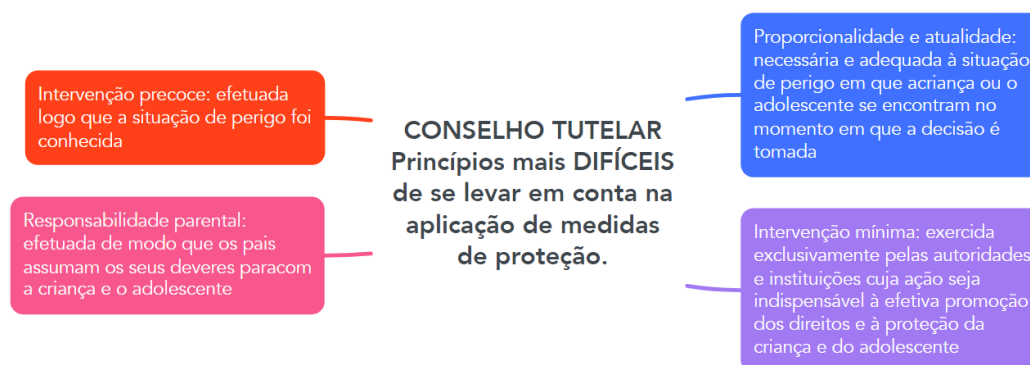 CONSELHO TUTELAR
Princípios mais DIFÍCEIS
de se levar em conta na
aplicação de medidas
de proteção.
Intervenção precoce: efetuada
logo que a situação de perigo foi
conhecida
Responsabilidade parental:
efetuada de modo que os pais
assumam os seus deveres paracom
a criança e o adolescente
Proporcionalidade e atualidade:
necessária e adequada à situação
de perigo em que acriança ou o
adolescente se encontram no
momento em que a decisão é
tomada
Intervenção mínima: exercida
exclusivamente pelas autoridades
e instituições cuja ação seja
indispensável à efetiva promoção
dos direitos e à proteção da
criança e do adolescente